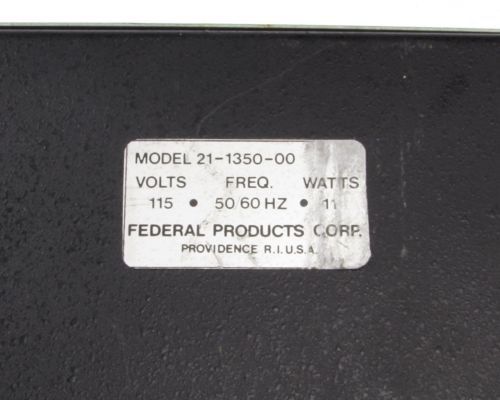 MODEL 21-1350-00
VOLTS FREQ. WATTS
115 • 50 60 HZ • 11
FEDERAL PRODUCTS CORP.
PROVIDENCE R.I. U.S.A.